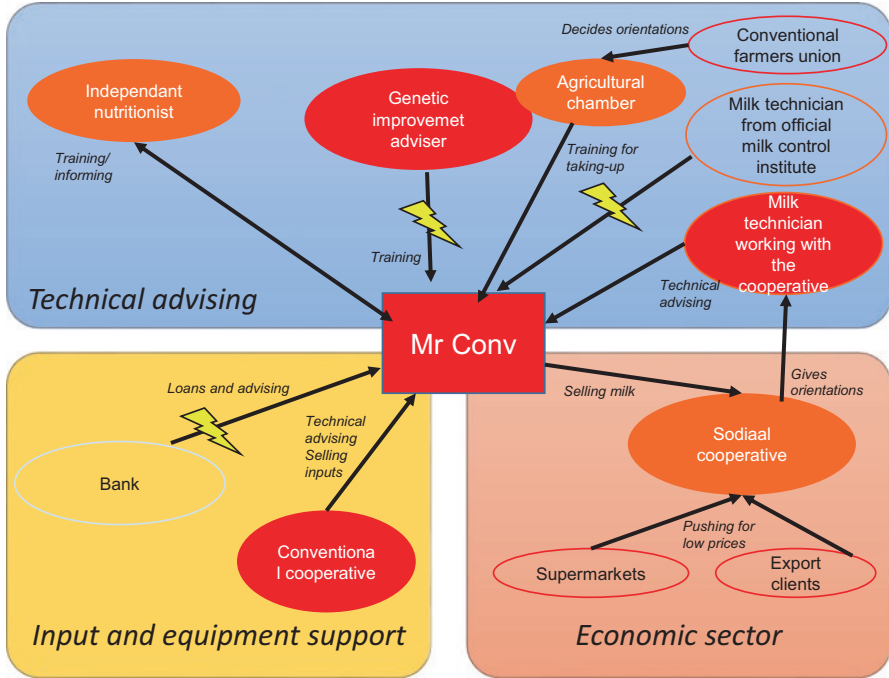 Decides orientations
Conventional
farmers union
Independant
nutritionist
Genetic
improvemet
adviser
Agricultural
chamber
Milk technician
from official
milk control
institute
Training/
informing
Training for
taking-up
Milk
technician
working with
the
cooperative
Training
Technical
advising
Technical advising
Mr Conv
Loans and advising
Selling milk
Gives
orientations
Technical
advising
Selling
inputs
Sodiaal
cooperative
Bank
Pushing for
low prices
Conventiona
l cooperative
Supermarkets
Export
clients
Input and equipment support
Economic sector